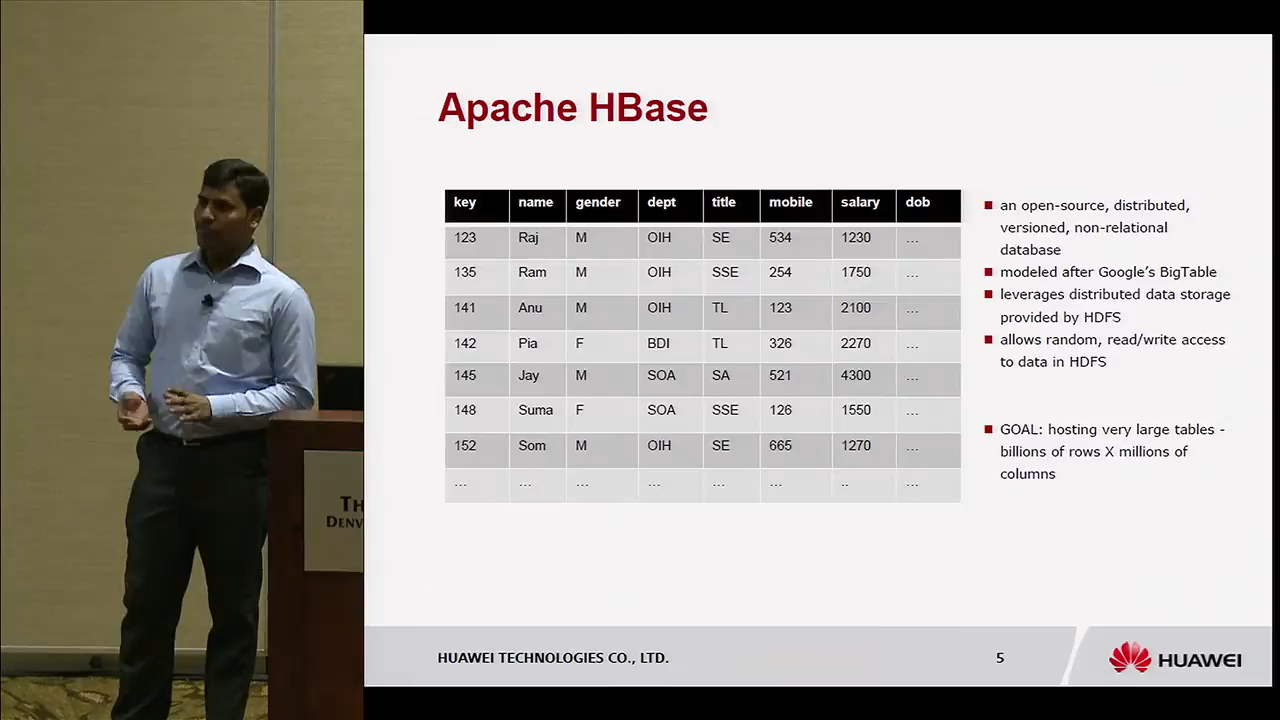 Apache HBase
key name gender dept title mobile salary dob
123 Raj M OIH SE 534 1230 ...
135 Ram M OIH SSE 254 1750 ...
141 Anu M OIH TL 123 2100 ...
142 Pia F BDI TL 326 2270 ...
145 Jay M SOA SA 521 4300 ...
148 Suma F SOA SSE 126 1550 ...
152 Som M OIH SE 665 1270 ...
... ... ... ... ... ... .. ...
an open-source, distributed,
versioned, non-relational
database
modeled after Google's BigTable
leverages distributed data storage
provided by HDFS
allows random, read/write access
to data in HDFS
GOAL: hosting very large tables -
billions of rows X millions of
columns
TH
DENV
HUAWEI TECHNOLOGIES CO., LTD.
5
HUAWEI